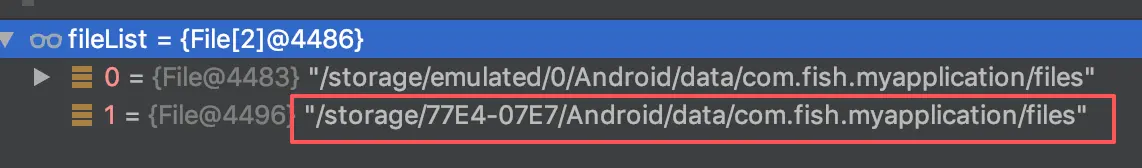 fileList = {File[2]@4486}
0 = {File@4483} "/storage/emulated/0/Android/data/com.fish.myapplication/files"
1 = {File@4496} "/storage/77E4-07E7/Android/data/com.fish.myapplication/files"